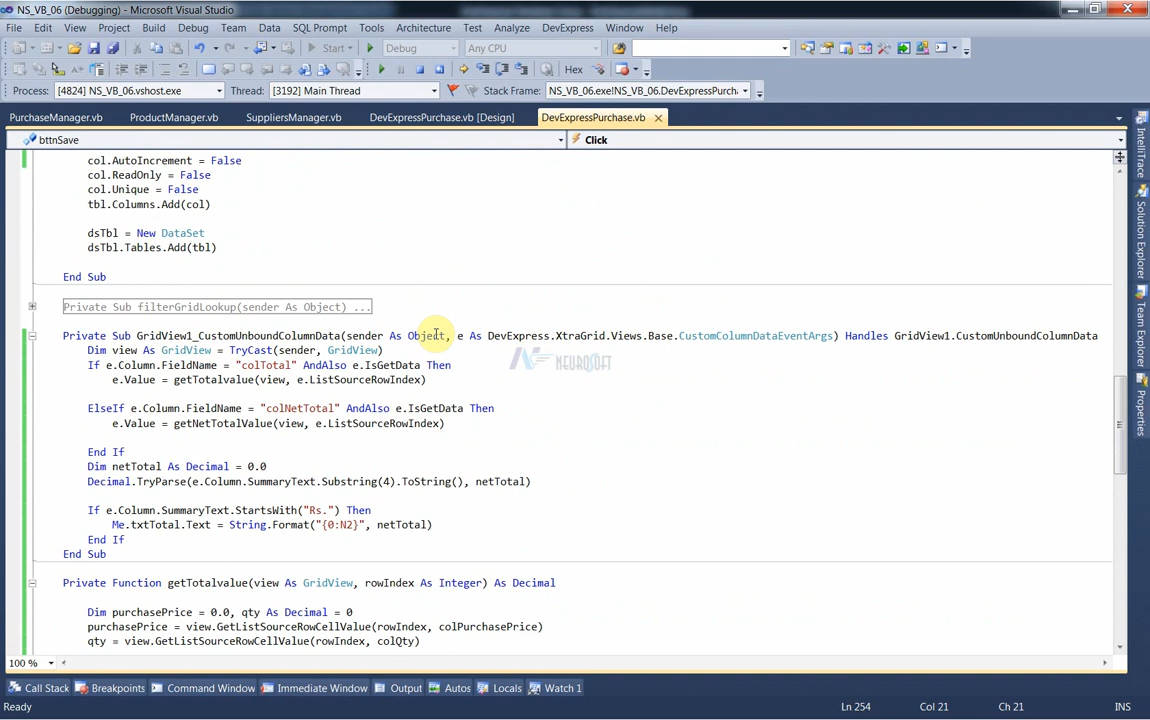 NS_VB_06 (Debugging) - Microsoft Visual Studio
File Edit View Project Build Debug Team Data SQL Prompt Tools Architecture Test Analyze DevExpress Window Help
Start Debug Any CPU
Hex
Process: [4824] NS_VB_06.vshost.exe Thread: [3192] Main Thread Stack Frame: NS_VB_06.exe!NS_VB_06.DevExpressPurcha
PurchaseManager.vb ProductManager.vb SuppliersManager.vb DevExpressPurchase.vb [Design] DevExpressPurchase.vb
bttnSave Click
col.AutoIncrement = False
col.ReadOnly = False
col.Unique = False
tbl.Columns.Add(col)
dsTbl = New DataSet
dsTbl.Tables.Add(tbl)
End Sub
Private Sub filterGridLookup(sender As Object) ...
Private Sub GridView1_CustomUnboundColumnData(sender As Object, e As DevExpress.XtraGrid.Views.Base.CustomColumnDataEventArgs) Handles GridView1.CustomUnboundColumnData
Dim view As GridView = TryCast(sender, GridView)
If e.Column.FieldName = "colTotal" AndAlso e.IsGetData Then
e.Value = getTotalvalue(view, e.ListSourceRowIndex)
ElseIf e.Column.FieldName = "colNetTotal" AndAlso e.IsGetData Then
e.Value = getNetTotalValue(view, e.ListSourceRowIndex)
End If
Dim netTotal As Decimal = 0.0
Decimal.TryParse(e.Column.SummaryText.Substring(4).ToString(), netTotal)
If e.Column.SummaryText.StartsWith("Rs.") Then
Me.txtTotal.Text = String.Format("{0:N2}", netTotal)
End If
End Sub
Private Function getTotalvalue(view As GridView, rowIndex As Integer) As Decimal
Dim purchasePrice = 0.0, qty As Decimal = 0
purchasePrice = view.GetListSourceRowCellValue(rowIndex, colPurchasePrice)
qty = view.GetListSourceRowCellValue(rowIndex, colQty)
NEUROSOFT
IntelliTrace
Solution Explorer
Team Explorer
Properties
100 %
Call Stack Breakpoints Command Window Immediate Window Output Autos Locals Watch 1
Ready Ln 254 Col 21 Ch 21 INS